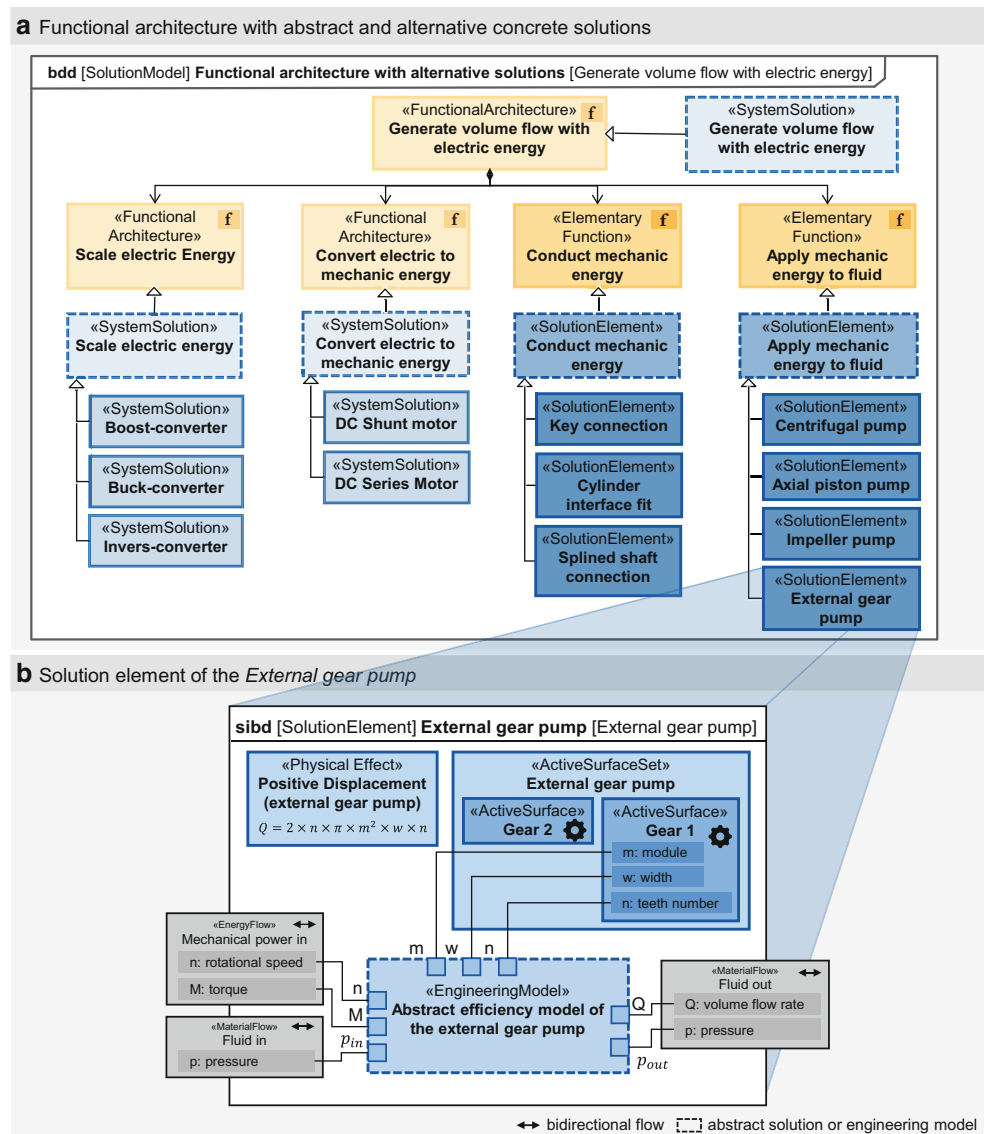 a Functional architecture with abstract and alternative concrete solutions
bdd [SolutionModel] Functional architecture with alternative solutions [Generate volume flow with electric energy]
«FunctionalArchitecture» f
Generate volume flow with
electric energy
«SystemSolution»
Generate volume flow
with electric energy
«Functional f
Architecture»
Scale electric Energy
«Functional f
Architecture»
Convert electric to
mechanic energy
«Elementary f
Function»
Conduct mechanic
energy
«Elementary f
Function»
Apply mechanic
energy to fluid
«SystemSolution»
Scale electric energy
«SystemSolution»
Convert electric to
mechanic energy
«SolutionElement»
Conduct mechanic
energy
«SolutionElement»
Apply mechanic
energy to fluid
«SystemSolution»
Boost-converter
«SystemSolution»
Buck-converter
«SystemSolution»
Invers-converter
«SystemSolution»
DC Shunt motor
«SystemSolution»
DC Series Motor
«SolutionElement»
Key connection
«SolutionElement»
Cylinder
interface fit
«SolutionElement»
Splined shaft
connection
«SolutionElement»
Centrifugal pump
«SolutionElement»
Axial piston pump
«SolutionElement»
Impeller pump
«SolutionElement»
External gear
pump
b Solution element of the External gear pump
sibd [SolutionElement] External gear pump [External gear pump]
«Physical Effect»
Positive Displacement
(external gear pump)
Q = 2 × n × π × m² × w × n
«ActiveSurfaceSet»
External gear pump
«ActiveSurface»
Gear 2
«ActiveSurface»
Gear 1
m: module
w: width
n: teeth number
«EnergyFlow»
Mechanical power in
n: rotational speed
M: torque
«MaterialFlow»
Fluid in
p: pressure
m w n
n
M
p_in
«EngineeringModel»
Abstract efficiency model of
the external gear pump
Q
p_out
«MaterialFlow»
Fluid out
Q: volume flow rate
p: pressure
bidirectional flow abstract solution or engineering model